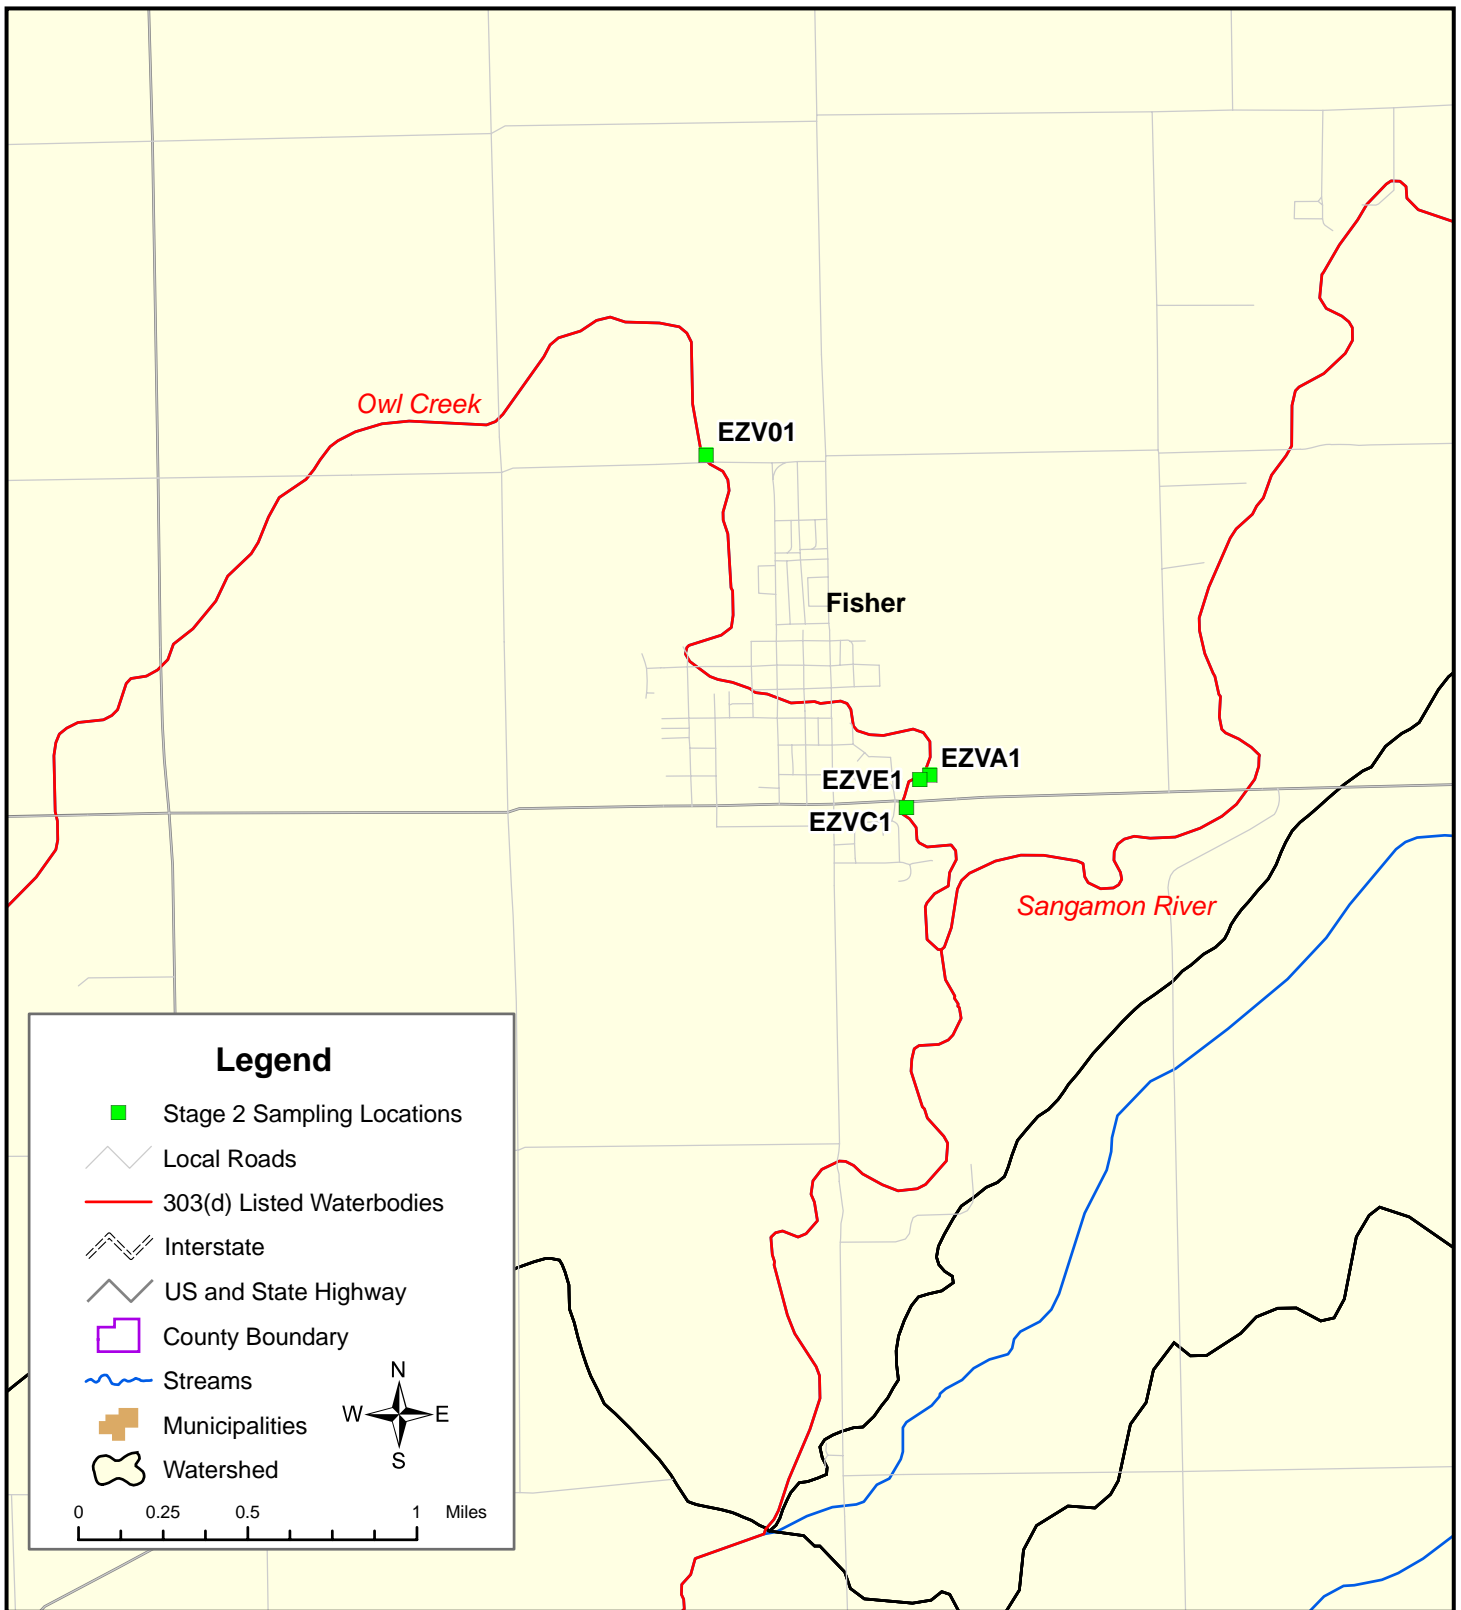 Owl Creek
EZV01
Fisher
EZVA1
EZVE1
EZVC1
Sangamon River
Legend
Stage 2 Sampling Locations
Local Roads
303(d) Listed Waterbodies
Interstate
US and State Highway
County Boundary
Streams
Municipalities
Watershed
N
W E
S
0 0.25 0.5 1 Miles